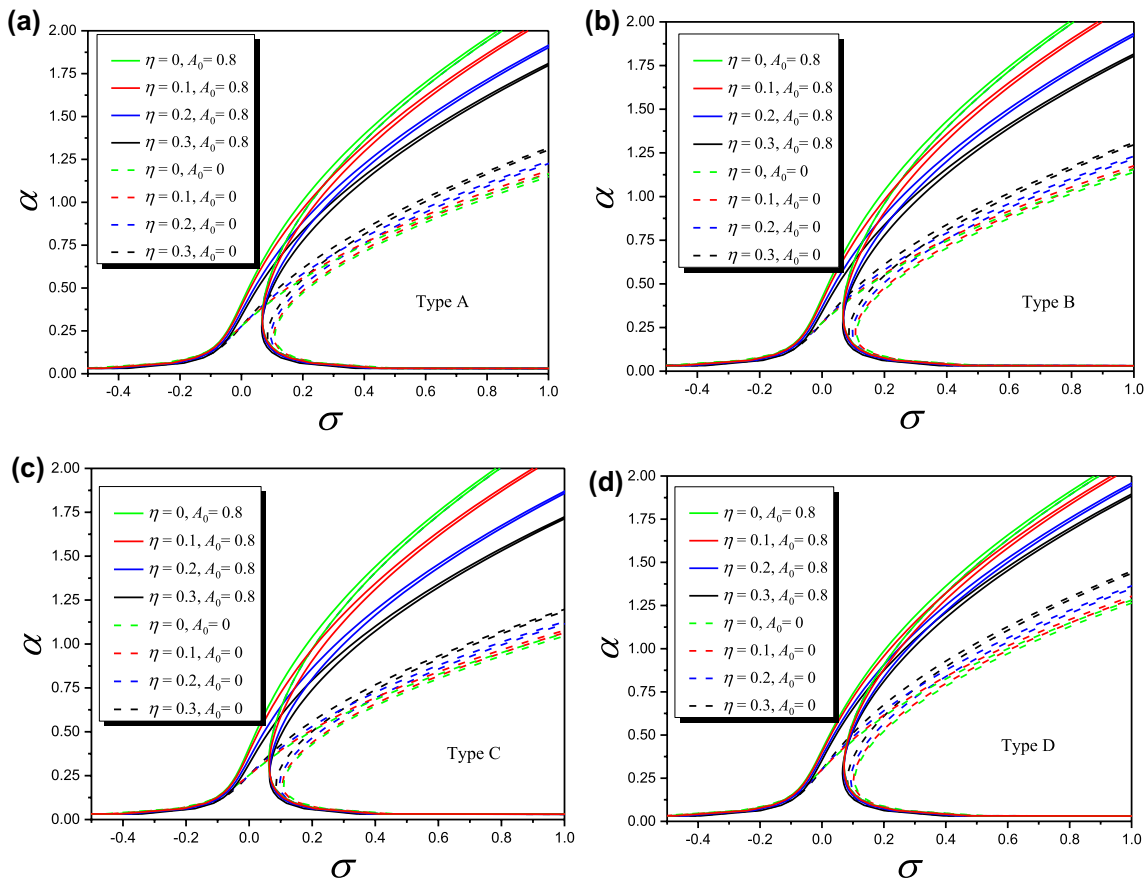 (a)
2.00
1.75
1.50
1.25
1.00
0.75
0.50
0.25
0.00
α
η = 0, A₀= 0.8
η = 0.1, A₀= 0.8
η = 0.2, A₀= 0.8
η = 0.3, A₀= 0.8
η = 0, A₀= 0
η = 0.1, A₀= 0
η = 0.2, A₀= 0
η = 0.3, A₀= 0
Type A
-0.4 -0.2 0.0 0.2 0.4 0.6 0.8 1.0
σ
(b)
2.00
1.75
1.50
1.25
1.00
0.75
0.50
0.25
0.00
α
η = 0, A₀= 0.8
η = 0.1, A₀= 0.8
η = 0.2, A₀= 0.8
η = 0.3, A₀= 0.8
η = 0, A₀= 0
η = 0.1, A₀= 0
η = 0.2, A₀= 0
η = 0.3, A₀= 0
Type B
-0.4 -0.2 0.0 0.2 0.4 0.6 0.8 1.0
σ
(c)
2.00
1.75
1.50
1.25
1.00
0.75
0.50
0.25
0.00
α
η = 0, A₀= 0.8
η = 0.1, A₀= 0.8
η = 0.2, A₀= 0.8
η = 0.3, A₀= 0.8
η = 0, A₀= 0
η = 0.1, A₀= 0
η = 0.2, A₀= 0
η = 0.3, A₀= 0
Type C
-0.4 -0.2 0.0 0.2 0.4 0.6 0.8 1.0
σ
(d)
2.00
1.75
1.50
1.25
1.00
0.75
0.50
0.25
0.00
α
η = 0, A₀= 0.8
η = 0.1, A₀= 0.8
η = 0.2, A₀= 0.8
η = 0.3, A₀= 0.8
η = 0, A₀= 0
η = 0.1, A₀= 0
η = 0.2, A₀= 0
η = 0.3, A₀= 0
Type D
-0.4 -0.2 0.0 0.2 0.4 0.6 0.8 1.0
σ